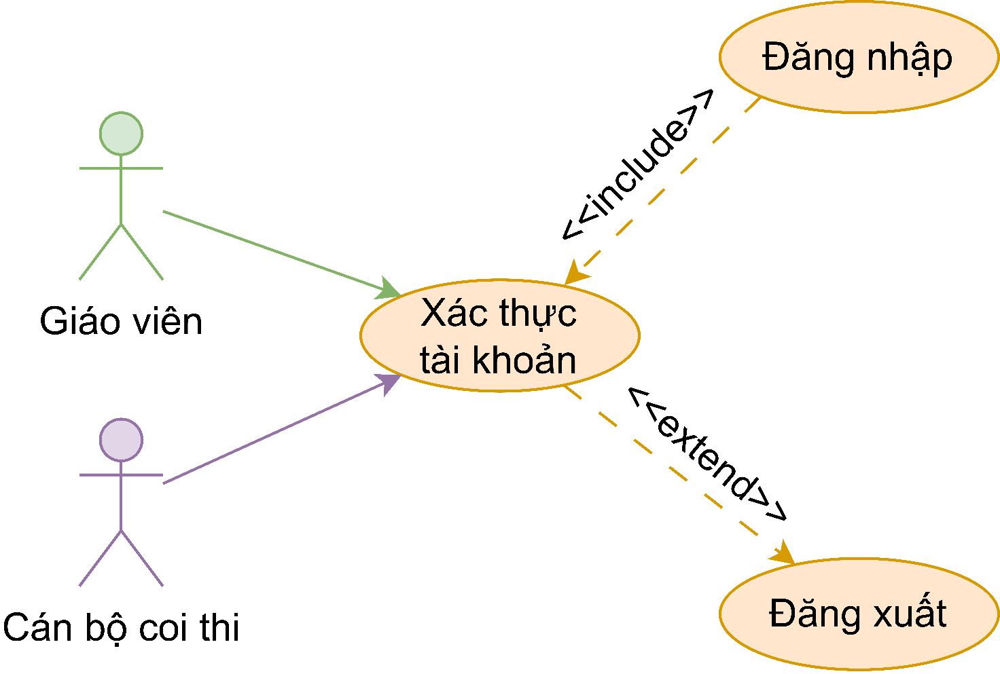 Đăng nhập
<<include>>
Giáo viên
Xác thực
tài khoản
<<extend>>
Đăng xuất
Cán bộ coi thi